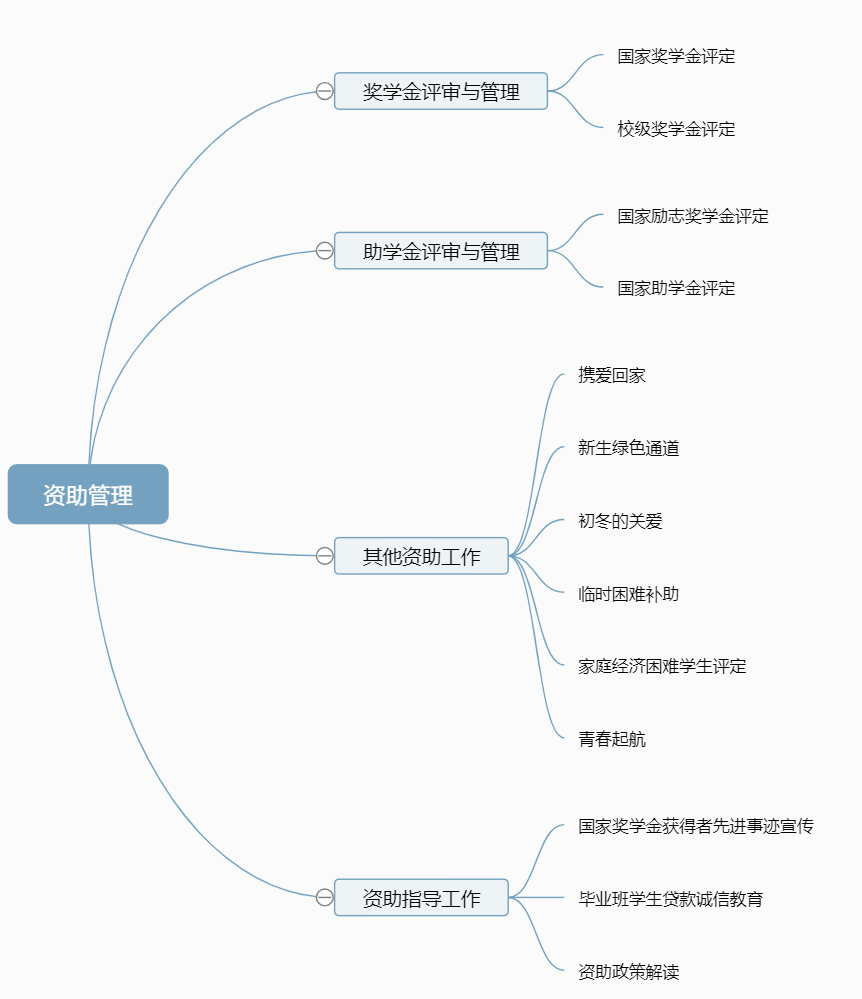 资助管理
奖学金评审与管理
国家奖学金评定
校级奖学金评定
助学金评审与管理
国家励志奖学金评定
国家助学金评定
其他资助工作
携爱回家
新生绿色通道
初冬的关爱
临时困难补助
家庭经济困难学生评定
青春起航
资助指导工作
国家奖学金获得者先进事迹宣传
毕业班学生贷款诚信教育
资助政策解读